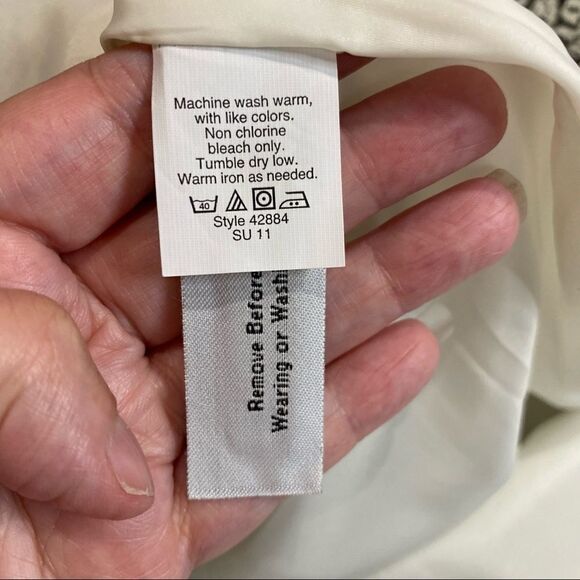 Machine wash warm,
with like colors.
Non chlorine
bleach only.
Tumble dry low.
Warm iron as needed.
40
Style 42884
SU 11
Remove Before
Wearing or Wash